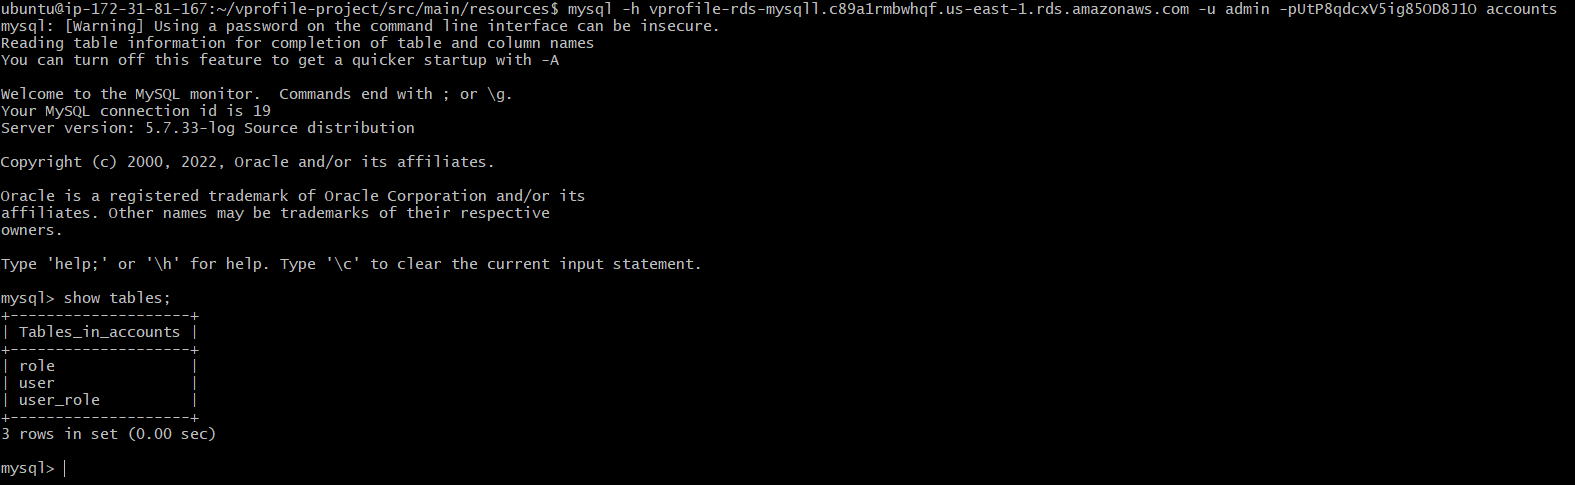 ubuntu@ip-172-31-81-167:~/vprofile-project/src/main/resources$ mysql -h vprofile-rds-mysqll.c89a1rmbwhqf.us-east-1.rds.amazonaws.com -u admin -pUtP8qdcxV5ig85OD8J1O accounts
mysql: [Warning] Using a password on the command line interface can be insecure.
Reading table information for completion of table and column names
You can turn off this feature to get a quicker startup with -A
Welcome to the MySQL monitor.  Commands end with ; or \g.
Your MySQL connection id is 19
Server version: 5.7.33-log Source distribution
Copyright (c) 2000, 2022, Oracle and/or its affiliates.
Oracle is a registered trademark of Oracle Corporation and/or its
affiliates. Other names may be trademarks of their respective
owners.
Type 'help;' or '\h' for help. Type '\c' to clear the current input statement.
mysql> show tables;
+--------------------+
| Tables_in_accounts |
+--------------------+
| role               |
| user               |
| user_role          |
+--------------------+
3 rows in set (0.00 sec)
mysql>